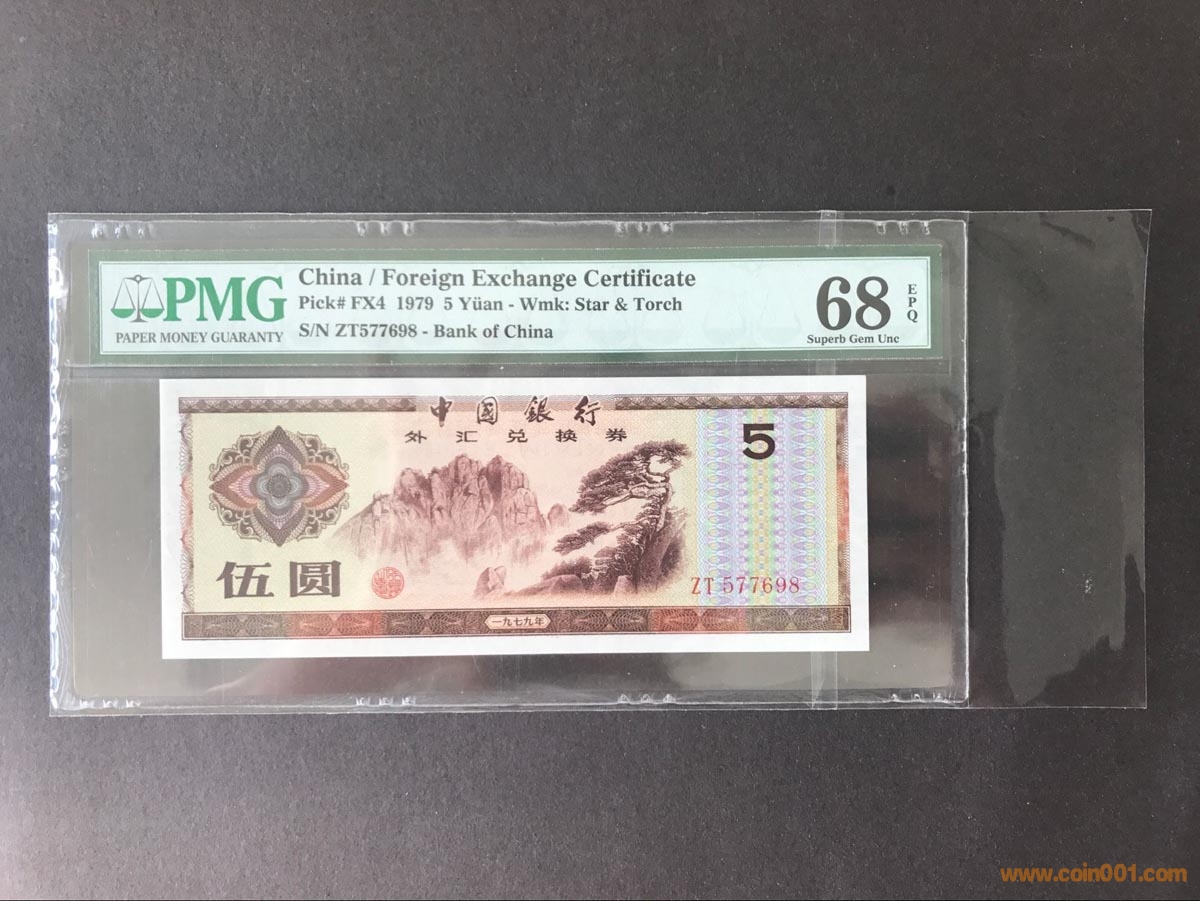 PMG
PAPER MONEY GUARANTY
China / Foreign Exchange Certificate
Pick# FX4 1979 5 Yüan - Wmk: Star & Torch
S/N ZT577698 - Bank of China
68
EPQ
Superb Gem Unc
中国銀行
外汇兑换券
5
伍圆
ZT 577698
一九七九年
www.coin001.com